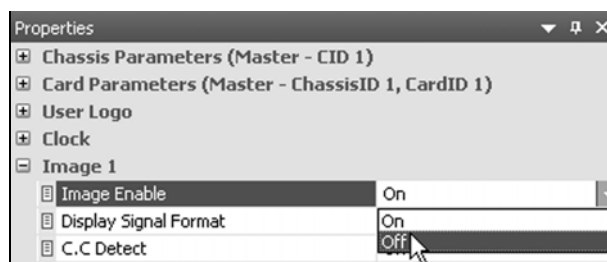 Properties
Chassis Parameters (Master - CID 1)
Card Parameters (Master - ChassisID 1, CardID 1)
User Logo
Clock
Image 1
Image Enable On
Display Signal Format On
C.C Detect Off